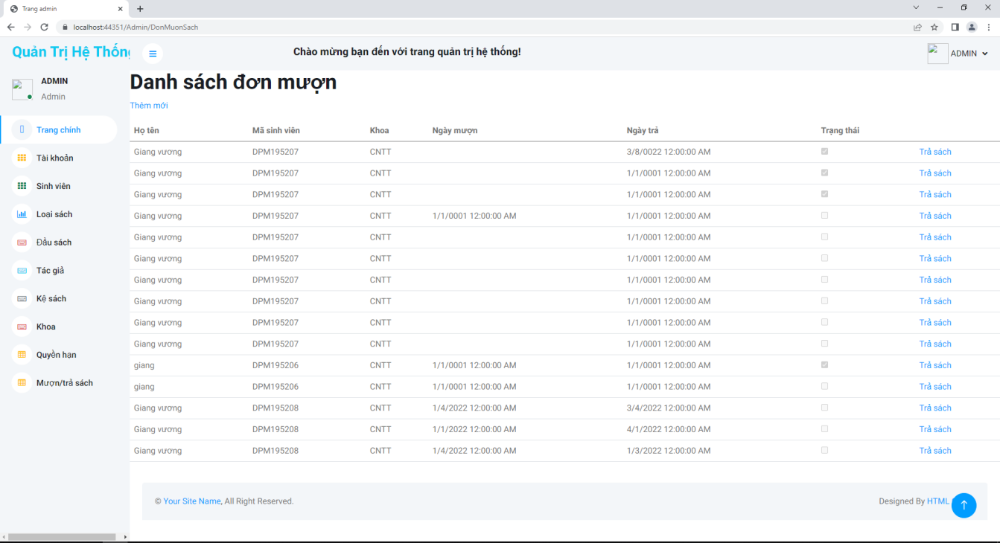 Trang admin
localhost:44351/Admin/DonMuonSach
Quản Trị Hệ Thống
Chào mừng bạn đến với trang quản trị hệ thống!
ADMIN
ADMIN
Admin
Trang chính
Tài khoản
Sinh viên
Loại sách
Đầu sách
Tác giả
Kệ sách
Khoa
Quyền hạn
Mượn/trả sách
Danh sách đơn mượn
Thêm mới
Họ tên Mã sinh viên Khoa Ngày mượn Ngày trả Trạng thái
Giang vương DPM195207 CNTT 3/8/0022 12:00:00 AM Trả sách
Giang vương DPM195207 CNTT 1/1/0001 12:00:00 AM Trả sách
Giang vương DPM195207 CNTT 1/1/0001 12:00:00 AM Trả sách
Giang vương DPM195207 CNTT 1/1/0001 12:00:00 AM 1/1/0001 12:00:00 AM Trả sách
Giang vương DPM195207 CNTT 1/1/0001 12:00:00 AM Trả sách
Giang vương DPM195207 CNTT 1/1/0001 12:00:00 AM Trả sách
Giang vương DPM195207 CNTT 1/1/0001 12:00:00 AM Trả sách
Giang vương DPM195207 CNTT 1/1/0001 12:00:00 AM Trả sách
Giang vương DPM195207 CNTT 1/1/0001 12:00:00 AM Trả sách
Giang vương DPM195207 CNTT 1/1/0001 12:00:00 AM Trả sách
giang DPM195206 CNTT 1/1/0001 12:00:00 AM 1/1/0001 12:00:00 AM Trả sách
giang DPM195206 CNTT 1/1/0001 12:00:00 AM 1/1/0001 12:00:00 AM Trả sách
Giang vương DPM195208 CNTT 1/4/2022 12:00:00 AM 3/4/2022 12:00:00 AM Trả sách
Giang vương DPM195208 CNTT 1/1/2022 12:00:00 AM 4/1/2022 12:00:00 AM Trả sách
Giang vương DPM195208 CNTT 1/4/2022 12:00:00 AM 1/3/2022 12:00:00 AM Trả sách
© Your Site Name, All Right Reserved.
Designed By HTML